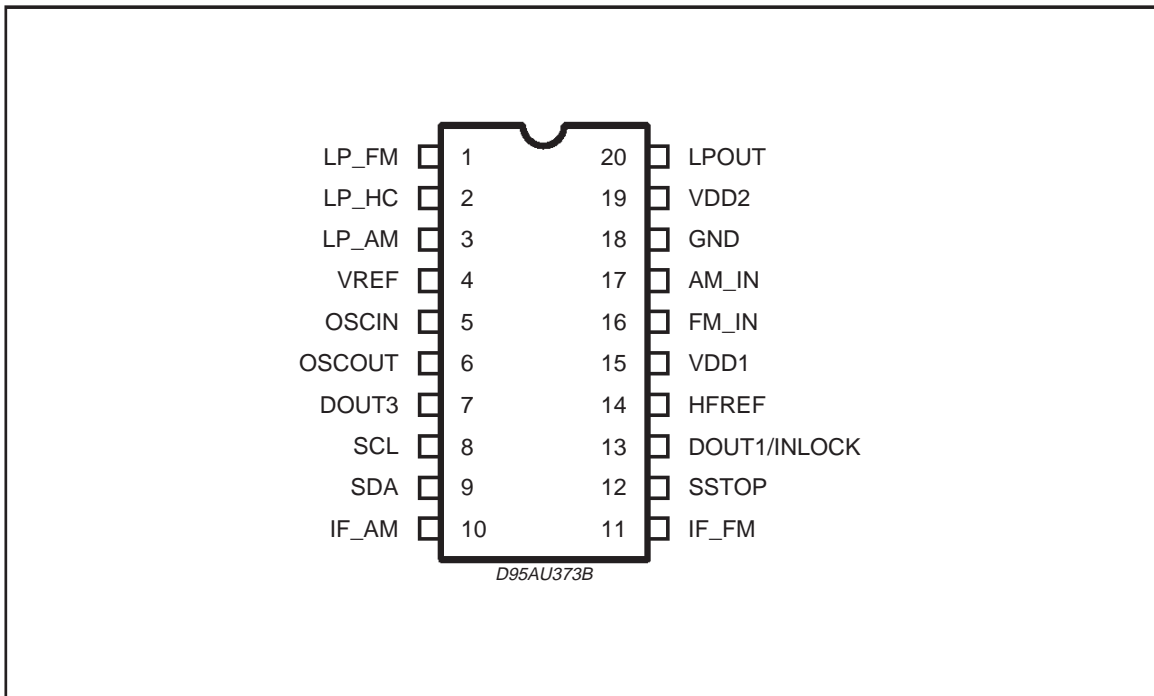 LP_FM 1 20 LPOUT
LP_HC 2 19 VDD2
LP_AM 3 18 GND
VREF 4 17 AM_IN
OSCIN 5 16 FM_IN
OSCOUT 6 15 VDD1
DOUT3 7 14 HFREF
SCL 8 13 DOUT1/INLOCK
SDA 9 12 SSTOP
IF_AM 10 11 IF_FM
D95AU373B